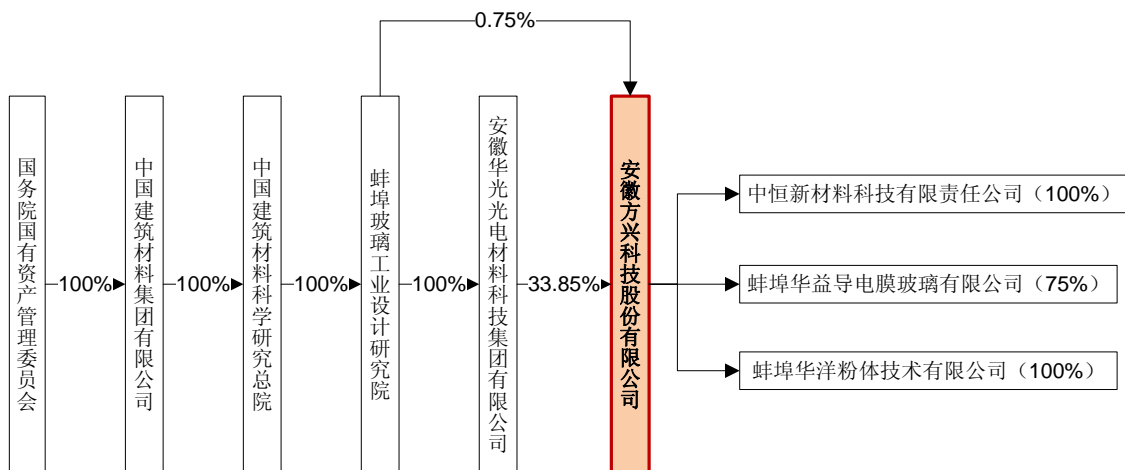 0.75%
国务院国有资产管理委员会
100%
中国建筑材料集团有限公司
100%
中国建筑材料科学研究总院
100%
蚌埠玻璃工业设计研究院
100%
安徽华光光电材料科技集团有限公司
33.85%
安徽方兴科技股份有限公司
中恒新材料科技有限责任公司（100%）
蚌埠华益导电膜玻璃有限公司（75%）
蚌埠华洋粉体技术有限公司（100%）